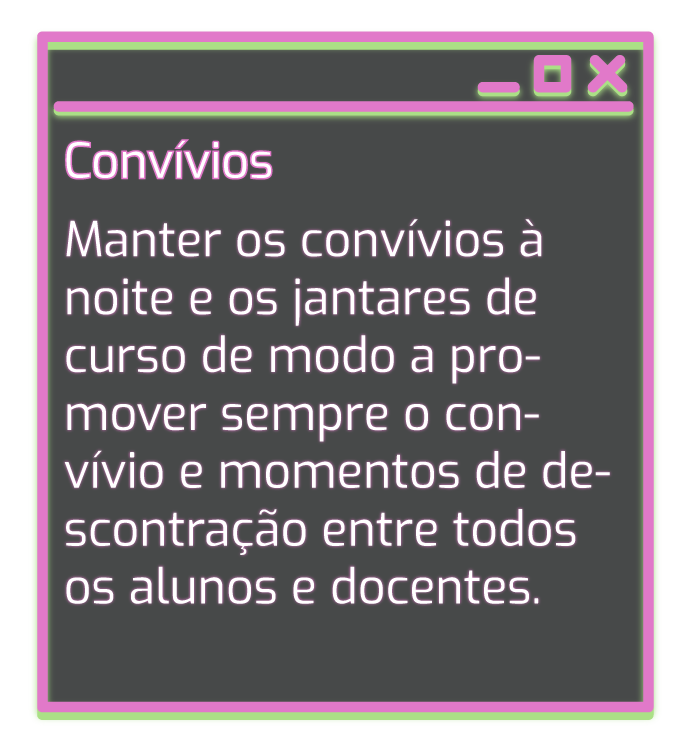 Convívios
Manter os convívios à
noite e os jantares de
curso de modo a pro-
mover sempre o con-
vívio e momentos de de-
scontração entre todos
os alunos e docentes.